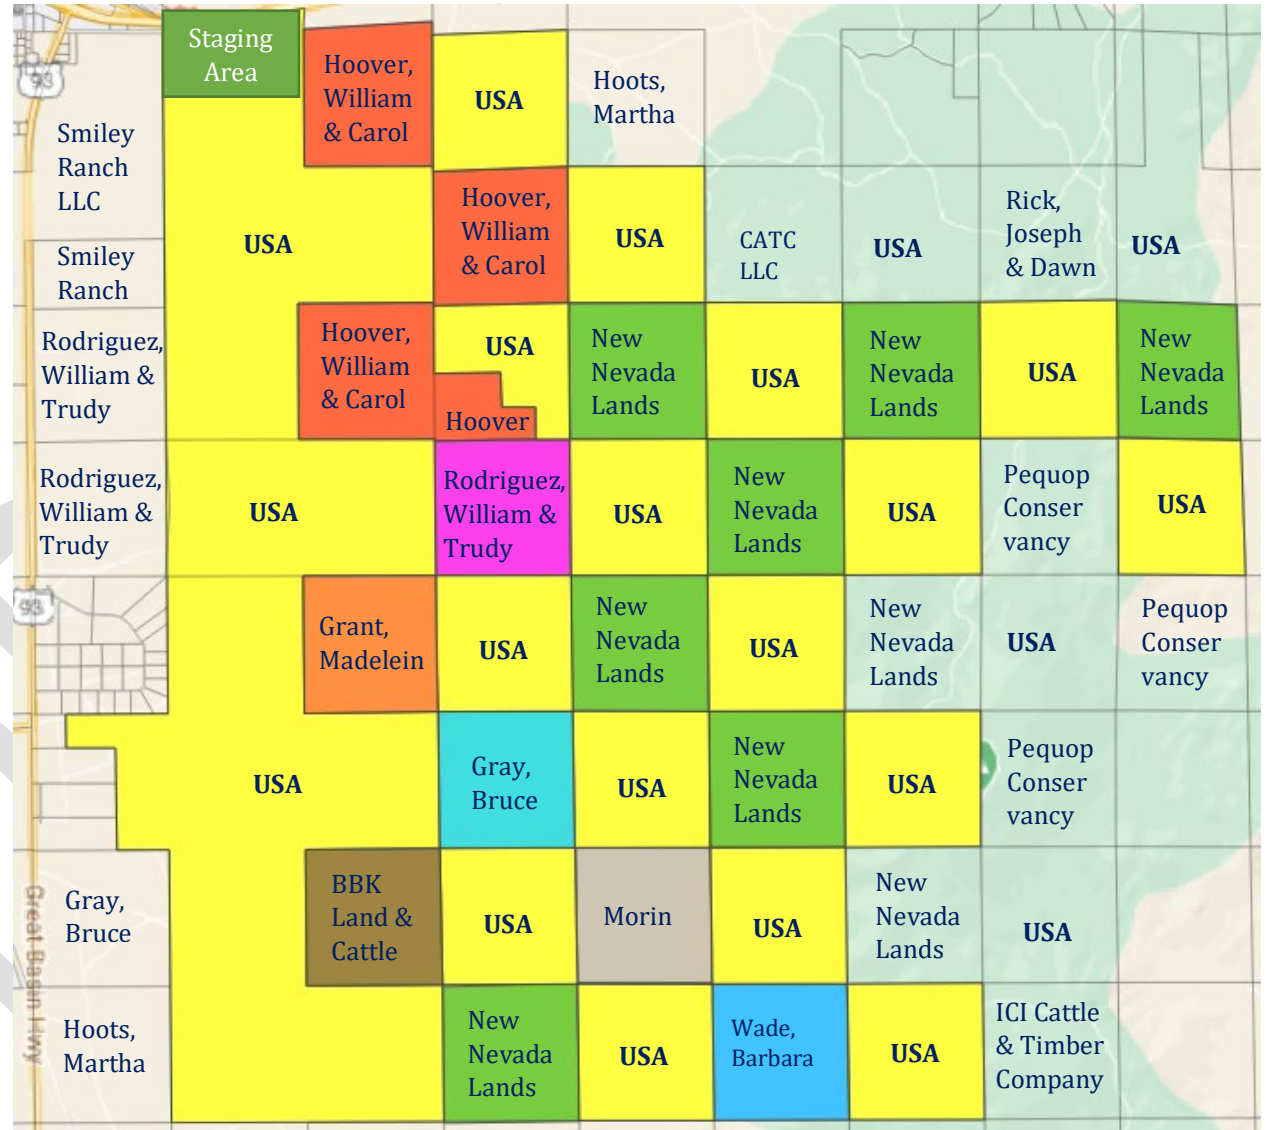 Staging
Area
Hoover,
William
& Carol
USA
Hoots,
Martha
93
Smiley
Ranch
LLC
USA
Hoover,
William
& Carol
USA
CATC
LLC
USA
Rick,
Joseph
& Dawn
USA
Smiley
Ranch
Rodriguez,
William &
Trudy
Hoover,
William
& Carol
USA
Hoover
New
Nevada
Lands
USA
New
Nevada
Lands
USA
New
Nevada
Lands
Rodriguez,
William &
Trudy
USA
Rodriguez,
William &
Trudy
USA
New
Nevada
Lands
USA
Pequop
Conser
vancy
USA
93
Grant,
Madelein
USA
New
Nevada
Lands
USA
New
Nevada
Lands
USA
Pequop
Conser
vancy
USA
Gray,
Bruce
USA
New
Nevada
Lands
USA
Pequop
Conser
vancy
Gray,
Bruce
BBK
Land &
Cattle
USA
Morin
USA
New
Nevada
Lands
USA
Great Basin Hwy
Hoots,
Martha
New
Nevada
Lands
USA
Wade,
Barbara
USA
ICI Cattle
& Timber
Company